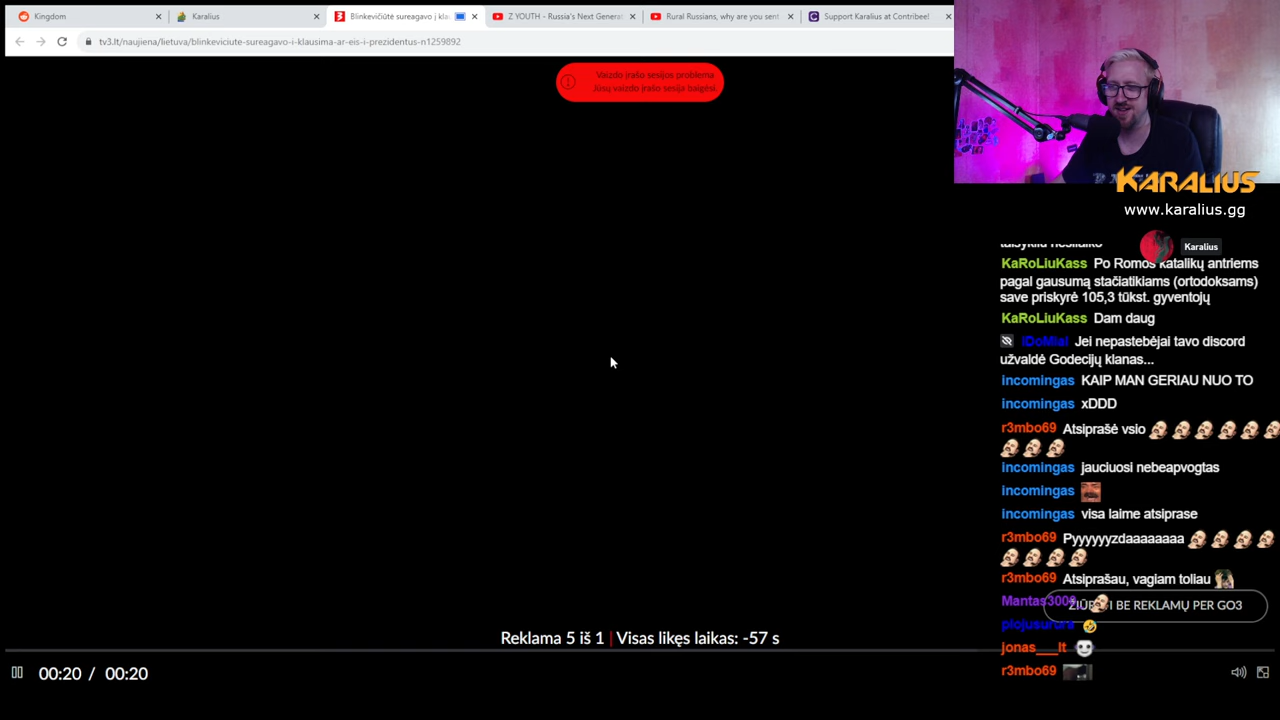 Kingdom
Karalius
Blinkevičiūtė sureagavo į klau
Z YOUTH - Russia's Next Generat
Rural Russians, why are you sent
Support Karalius at Contribee!
tv3.lt/naujiena/lietuva/blinkeviciute-sureagavo-i-klausima-ar-eis-i-prezidentus-n1259892
Vaizdo įrašo sesijos problema
Jūsų vaizdo įrašo sesija baigėsi.
KARALIUS
www.karalius.gg
Karalius
KaRoLiuKass Po Romos katalikų antriems
pagal gausumą stačiatikiams (ortodoksams)
save priskyrė 105,3 tūkst. gyventojų
KaRoLiuKass Dam daug
Jei nepastebėjai tavo discord
užvaldė Godecijų klanas...
incomingas KAIP MAN GERIAU NUO TO
incomingas xDDD
r3mbo69 Atsiprašė vsio
incomingas jauciuosi nebeapvogtas
incomingas
incomingas visa laime atsiprase
r3mbo69 Pyyyyyyzdaaaaaaaa
r3mbo69 Atsiprašau, vagiam toliau
Mantas3000
BE REKLAMŲ PER GO3
piojusurura
jonas___lt
r3mbo69
Reklama 5 iš 1 | Visas likęs laikas: -57 s
00:20 / 00:20